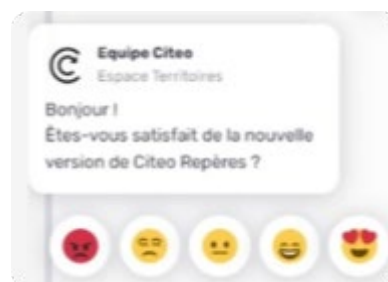 Equipe Citeo
Espace Territoires
Bonjour !
Êtes-vous satisfait de la nouvelle
version de Citeo Repères ?